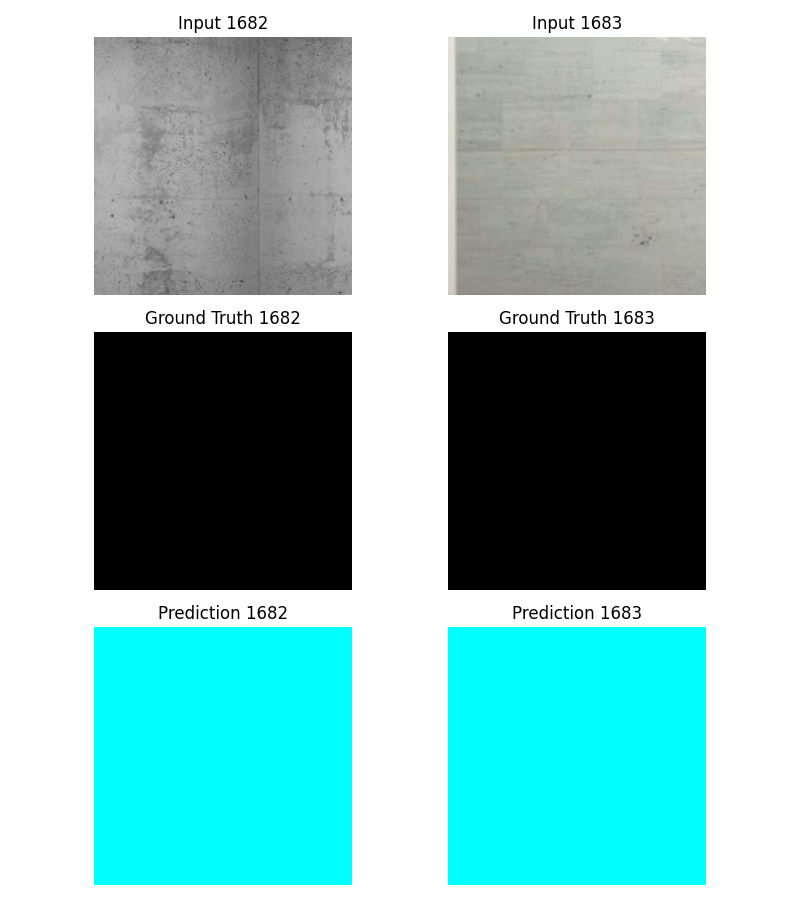 Input 1682
Input 1683
Ground Truth 1682
Ground Truth 1683
Prediction 1682
Prediction 1683